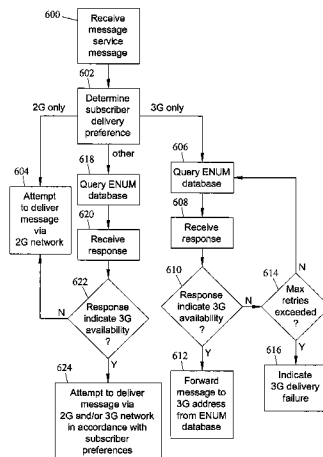 600
Receive
message
service
message
602
2G only
Determine
subscriber
delivery
preference
3G only
604
Attempt
to deliver
message
via
2G network
618
other
Query ENUM
database
620
Receive
response
622
Response
indicate 3G
availability
?
N
Y
624
Attempt to deliver
message via
2G and/or 3G network
in accordance with
subscriber
preferences
606
Query ENUM
database
608
Receive
response
610
Response
indicate 3G
availability
?
N
Y
612
Forward
message to
3G address
from ENUM
database
614
Max
retries
exceeded
?
N
Y
616
Indicate
3G delivery
failure